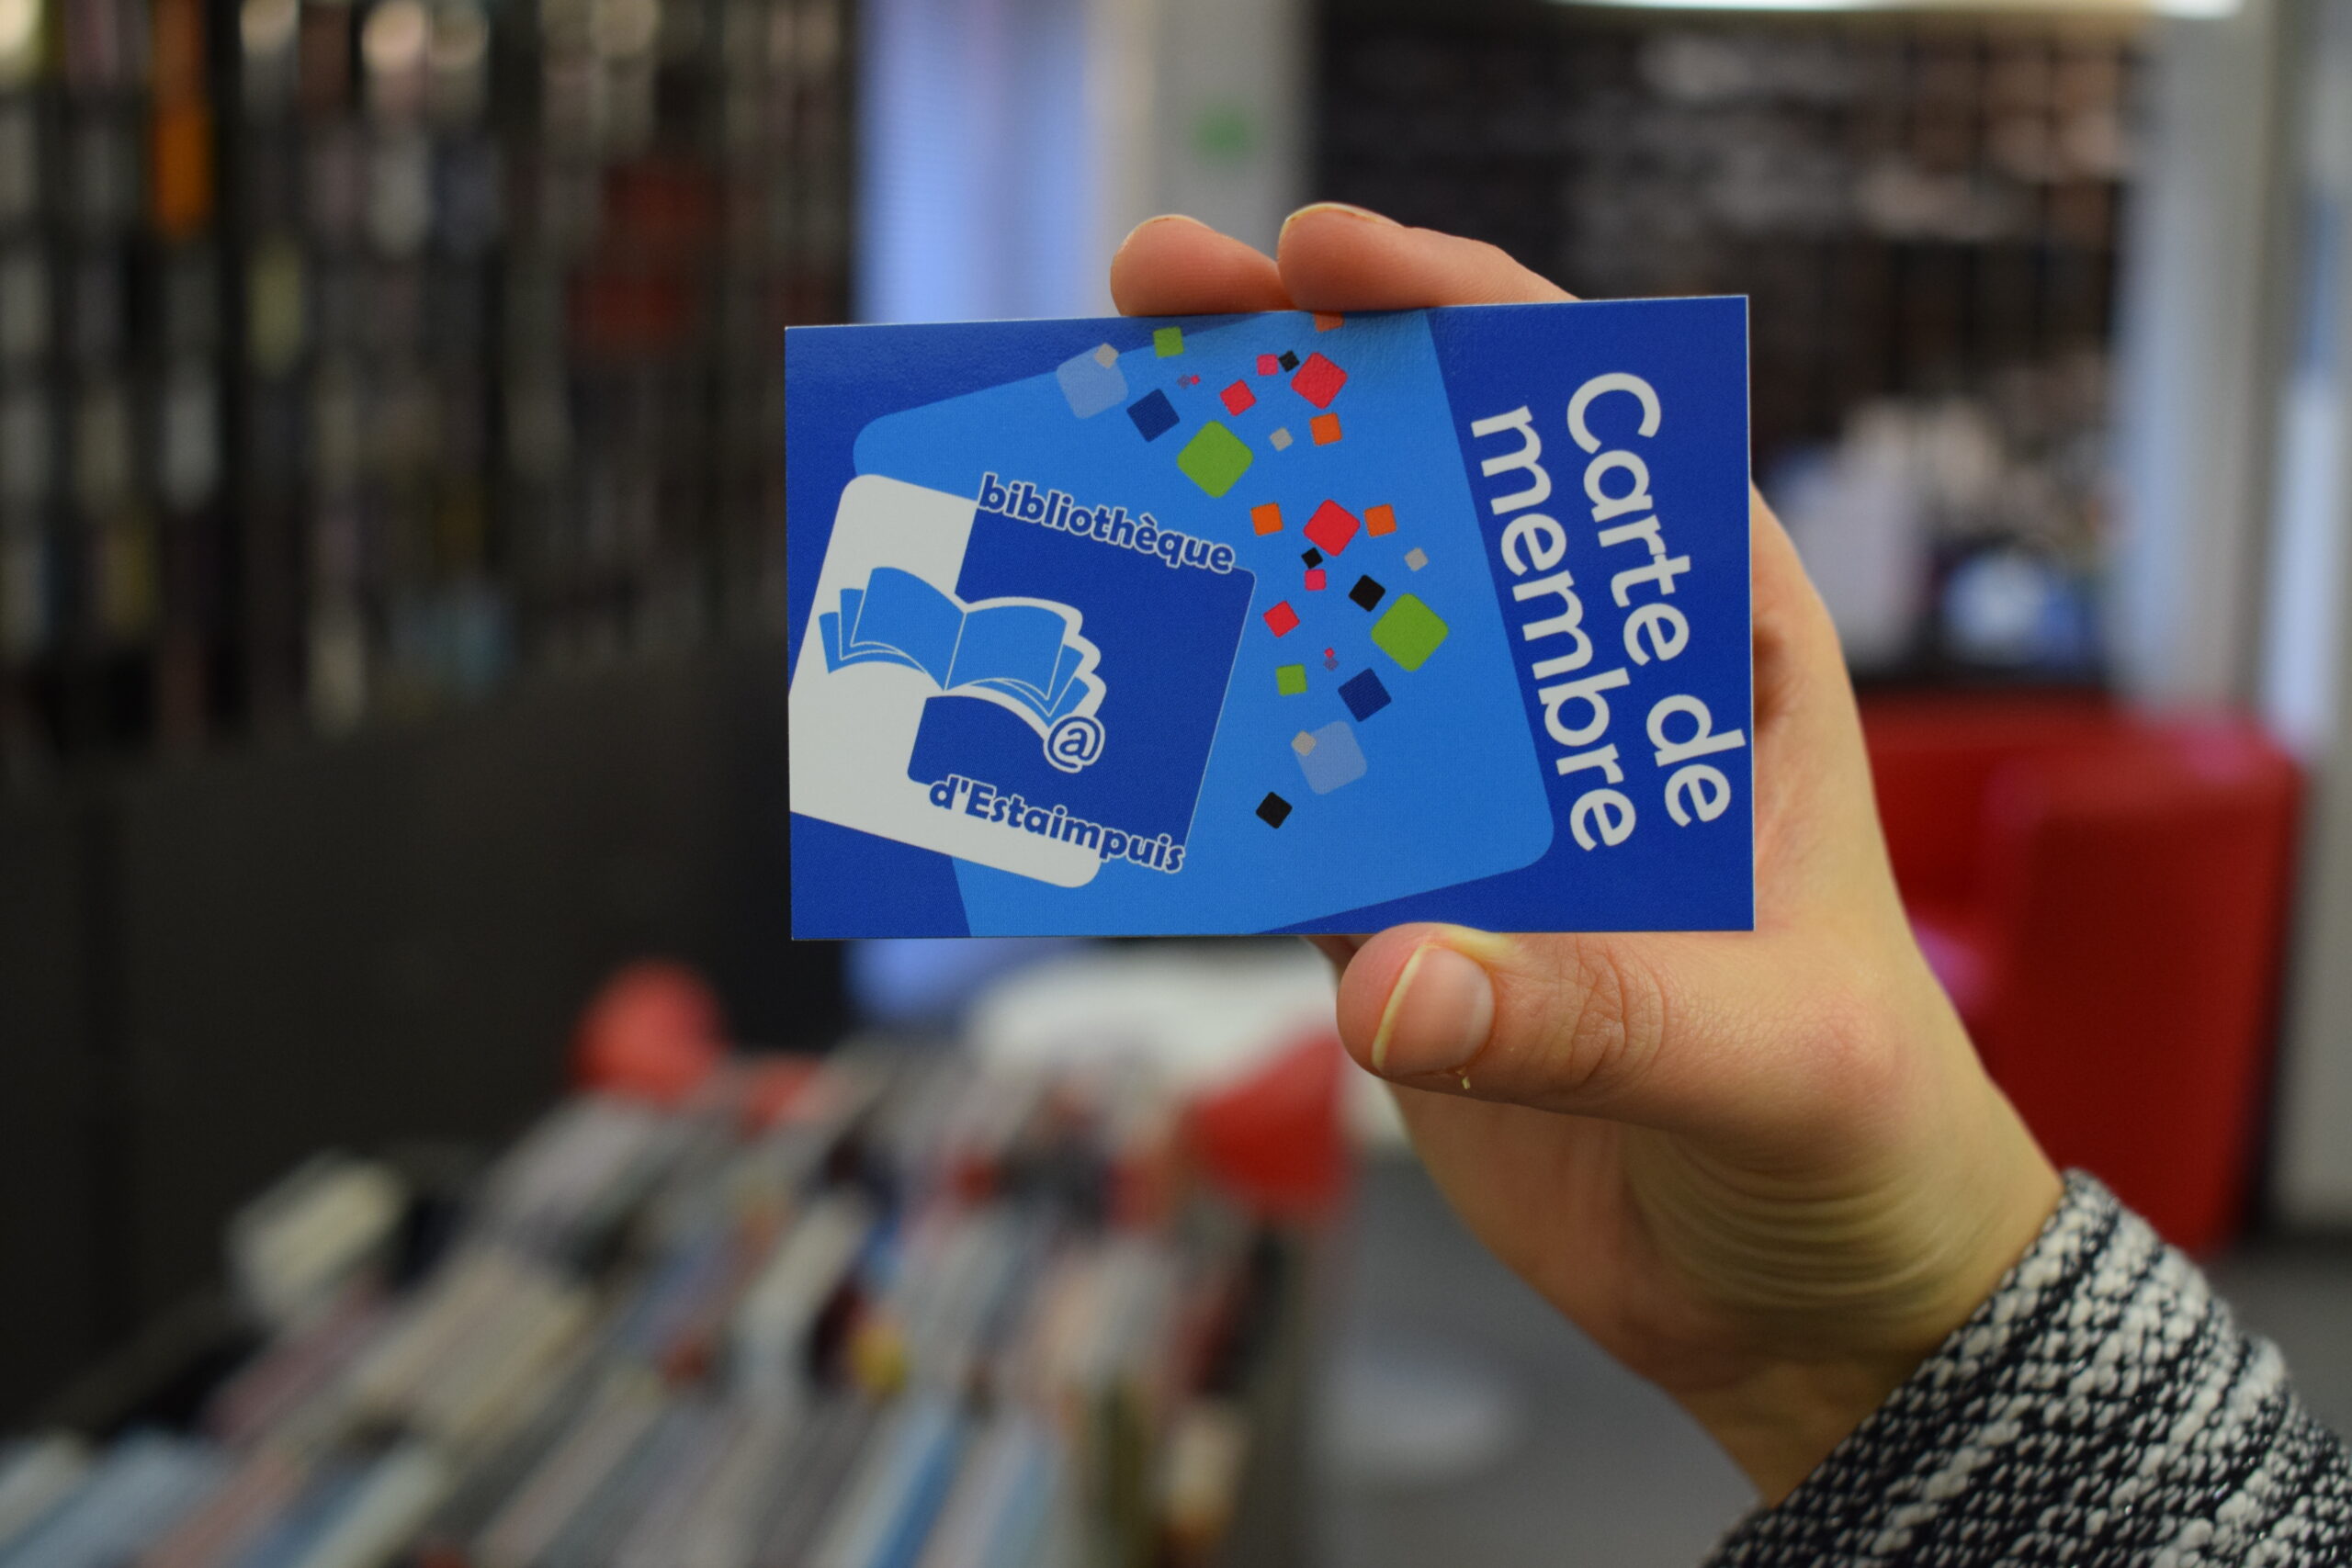 bibliothèque
@
d'Estaimpuis
Carte de
membre